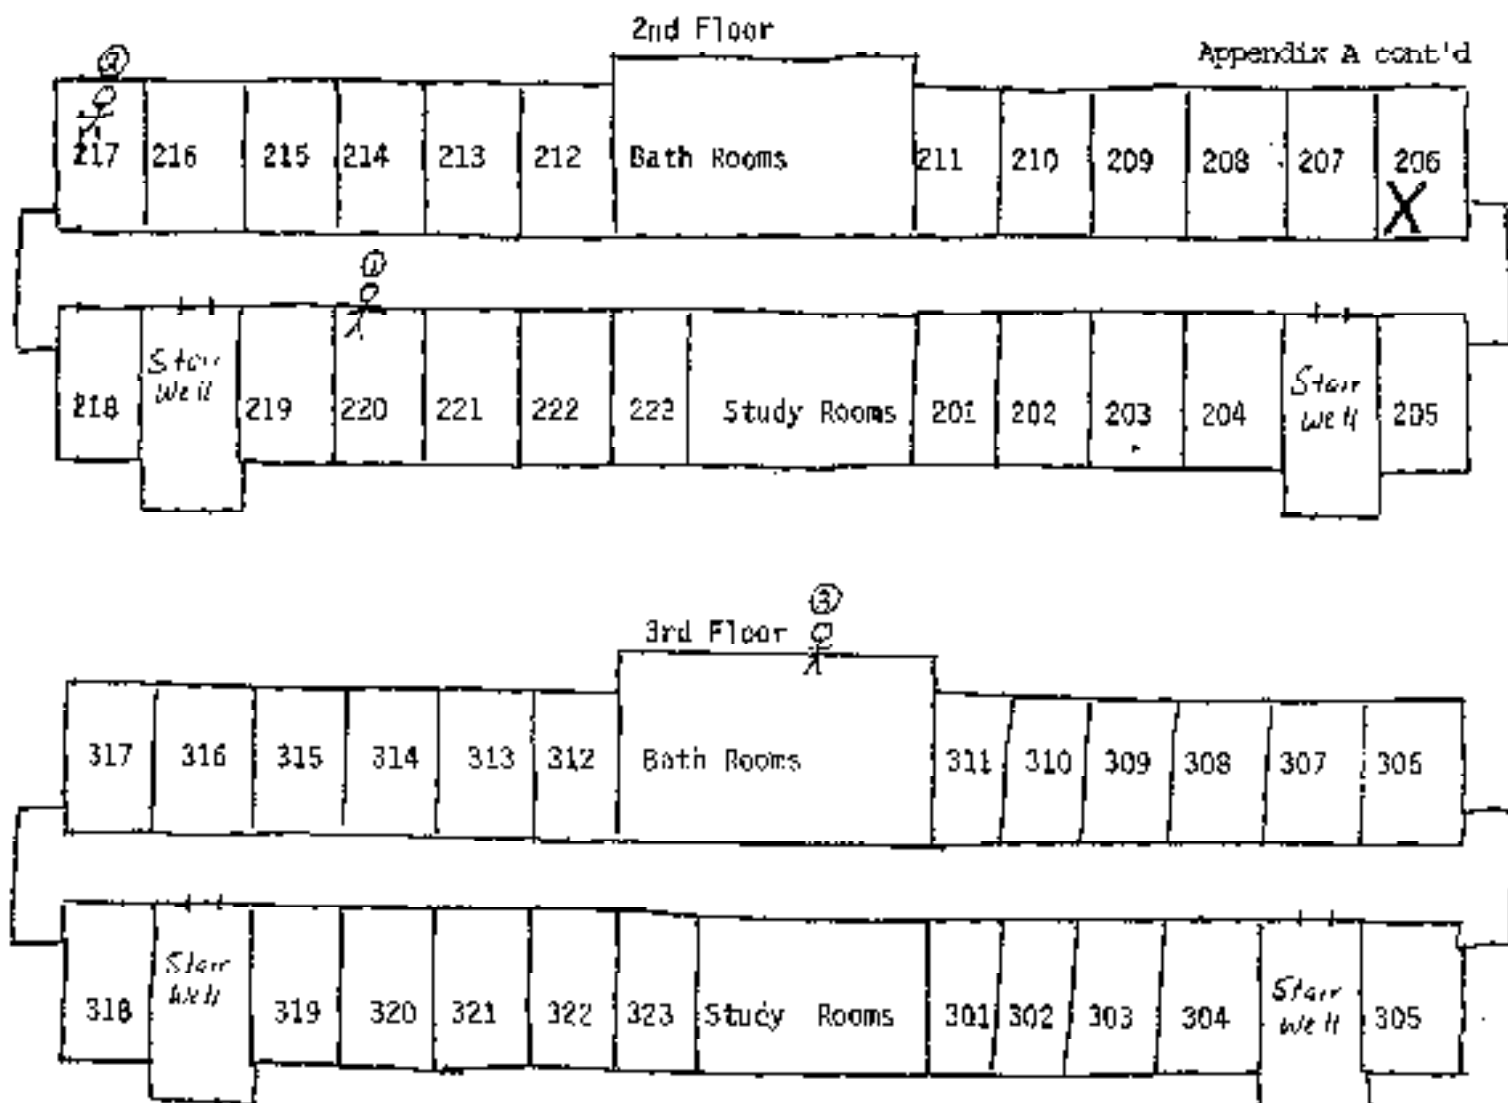 2nd Floor
Appendix A cont'd
②
217 216 215 214 213 212 Bath Rooms 211 210 209 208 207 206
X
①
218 Stair Well 219 220 221 222 223 Study Rooms 201 202 203 204 Stair Well 205
③
3rd Floor
317 316 315 314 313 312 Bath Rooms 311 310 309 308 307 306
318 Stair Well 319 320 321 322 323 Study Rooms 301 302 303 304 Stair Well 305